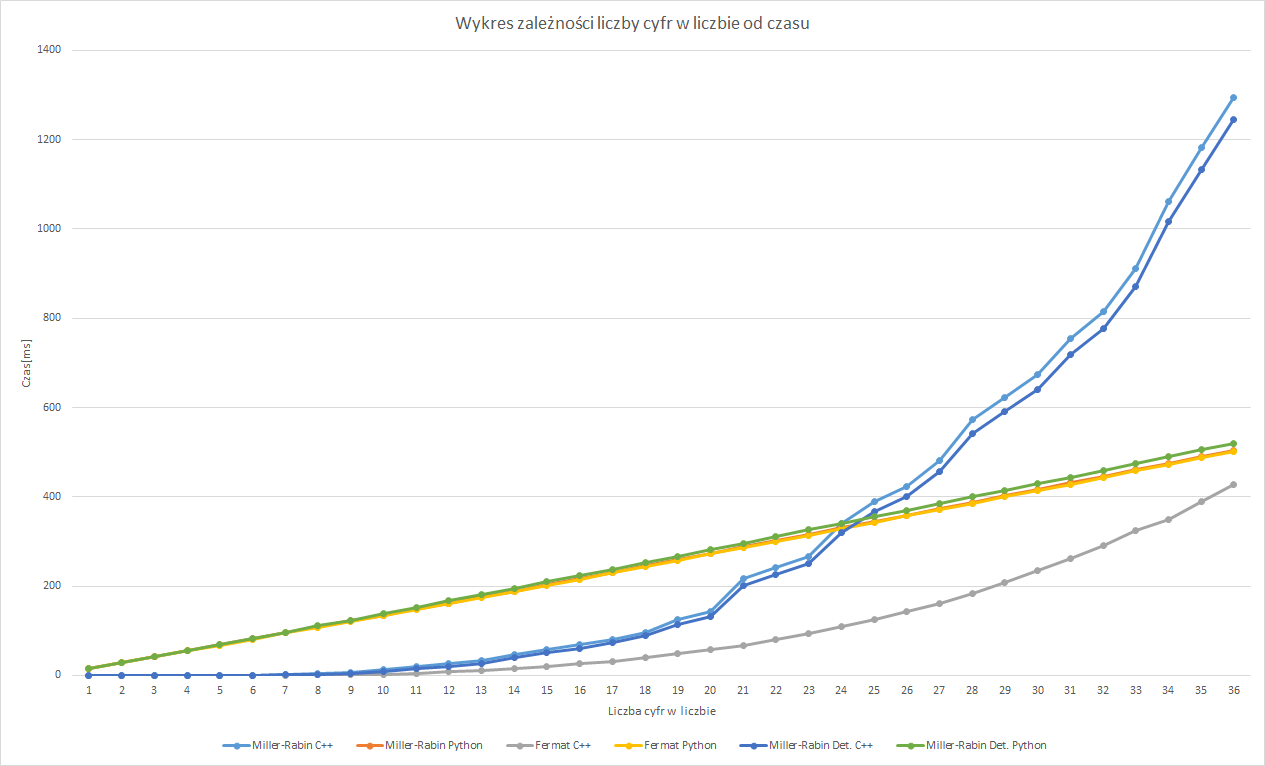 Wykres zależności liczby cyfr w liczbie od czasu
1400
1200
1000
800
600
400
200
0
Czas[ms]
1 2 3 4 5 6 7 8 9 10 11 12 13 14 15 16 17 18 19 20 21 22 23 24 25 26 27 28 29 30 31 32 33 34 35 36
Liczba cyfr w liczbie
Miller-Rabin C++ Miller-Rabin Python Fermat C++ Fermat Python Miller-Rabin Det. C++ Miller-Rabin Det. Python